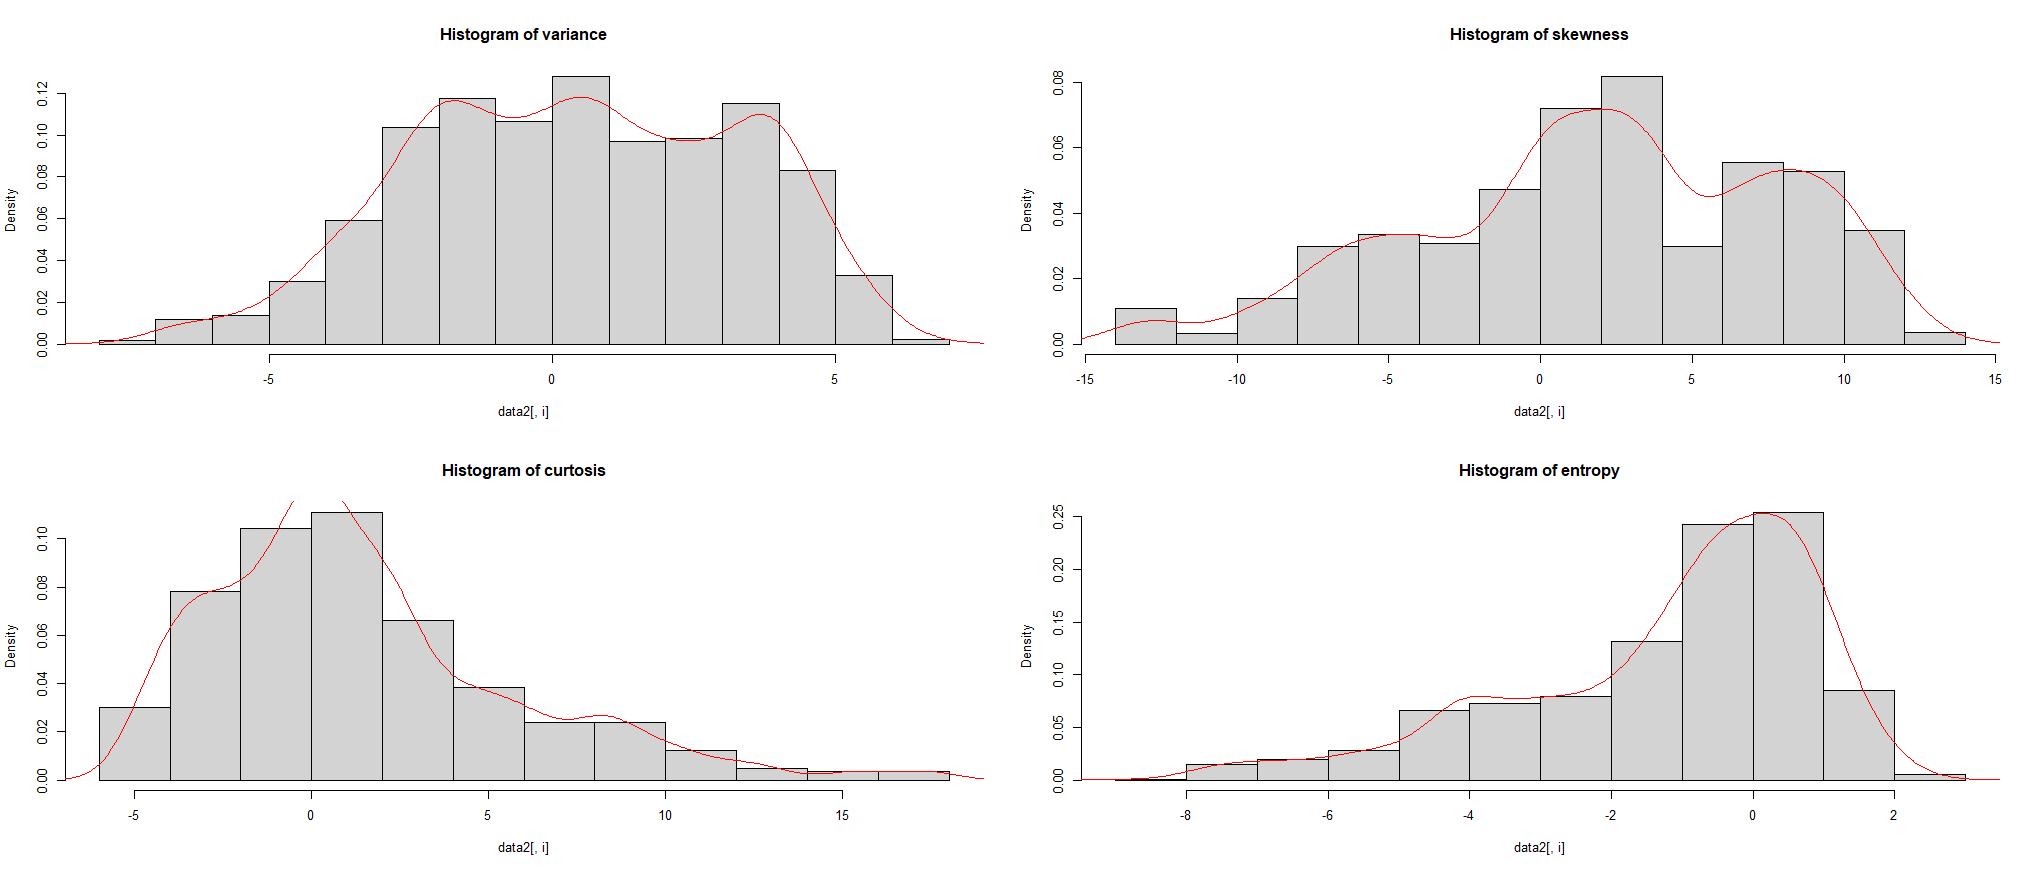 Histogram of variance
Density
0.00 0.02 0.04 0.06 0.08 0.10 0.12
-5 0 5
data2[, i]
Histogram of skewness
Density
0.00 0.02 0.04 0.06 0.08
-15 -10 -5 0 5 10 15
data2[, i]
Histogram of curtosis
Density
0.00 0.02 0.04 0.06 0.08 0.10
-5 0 5 10 15
data2[, i]
Histogram of entropy
Density
0.00 0.05 0.10 0.15 0.20 0.25
-8 -6 -4 -2 0 2
data2[, i]